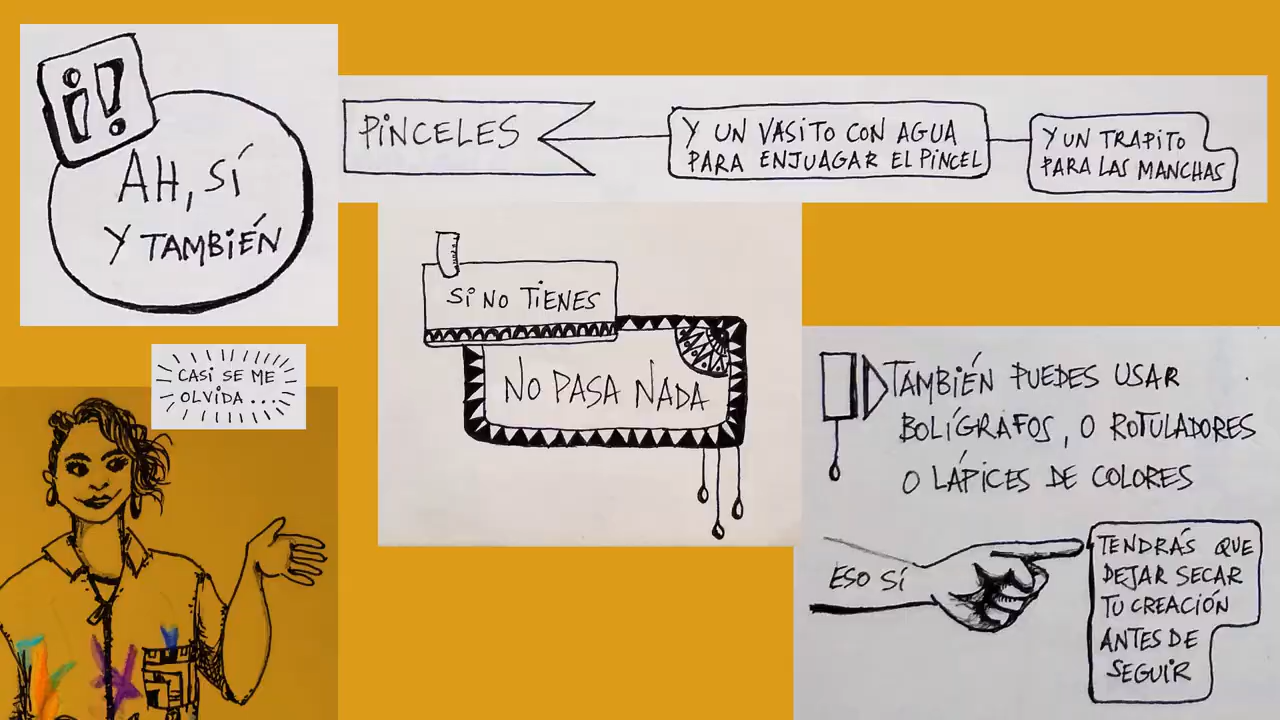 ¡!
AH, SÍ
Y TAMBIÉN
PINCELES
Y UN VASITO CON AGUA
PARA ENJUAGAR EL PINCEL
Y UN TRAPITO
PARA LAS MANCHAS
CASI SE ME
OLVIDA...
SI NO TIENES
NO PASA NADA
TAMBIÉN PUEDES USAR
BOLÍGRAFOS, O ROTULADORES
O LÁPICES DE COLORES
ESO SÍ
TENDRÁS QUE
DEJAR SECAR
TU CREACIÓN
ANTES DE
SEGUIR